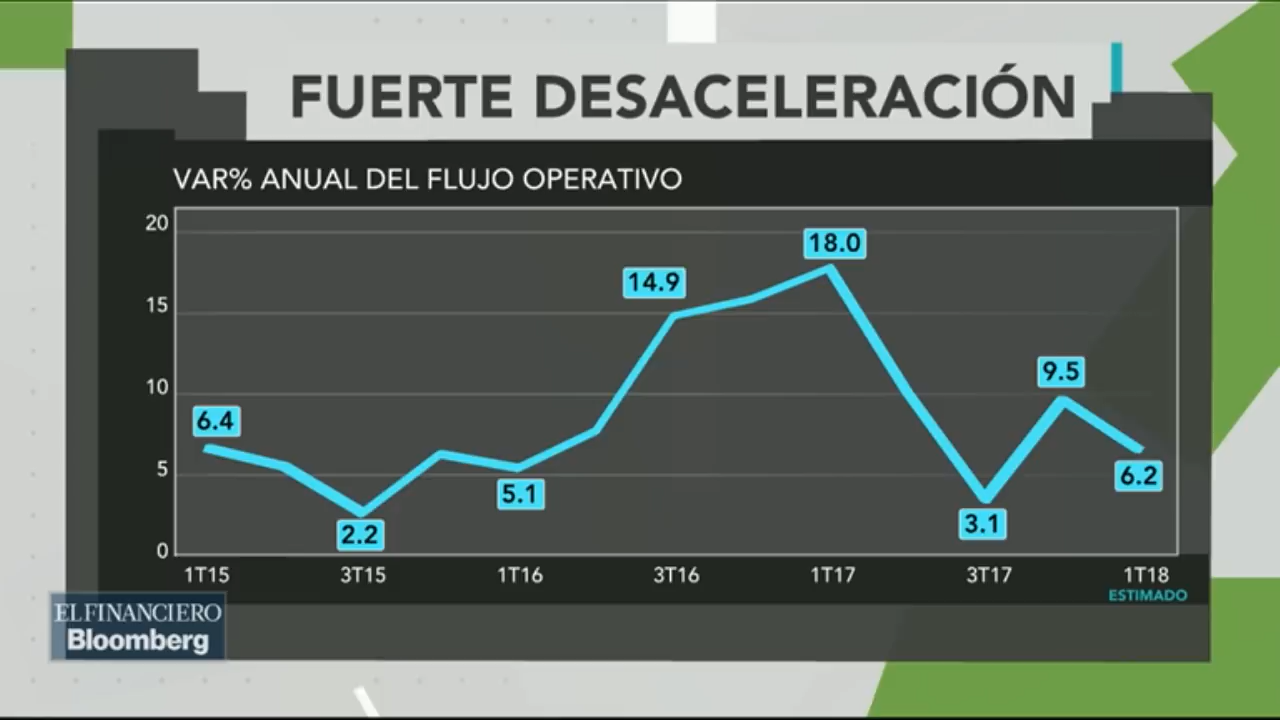 FUERTE DESACELERACIÓN
VAR% ANUAL DEL FLUJO OPERATIVO
20
15
10
5
0
6.4
2.2
5.1
14.9
18.0
3.1
9.5
6.2
1T15 3T15 1T16 3T16 1T17 3T17 1T18
ESTIMADO
EL FINANCIERO
Bloomberg